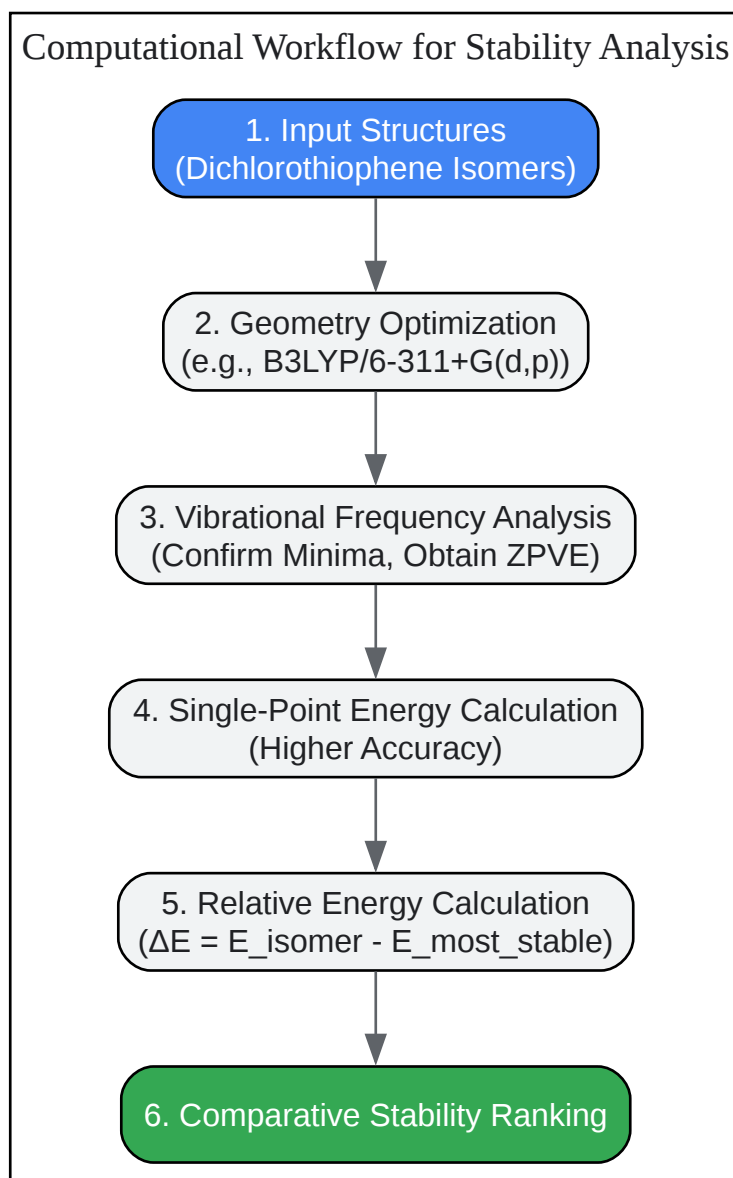 Computational Workflow for Stability Analysis
1. Input Structures
(Dichlorothiophene Isomers)
2. Geometry Optimization
(e.g., B3LYP/6-311+G(d,p))
3. Vibrational Frequency Analysis
(Confirm Minima, Obtain ZPVE)
4. Single-Point Energy Calculation
(Higher Accuracy)
5. Relative Energy Calculation
(ΔE = E_isomer - E_most_stable)
6. Comparative Stability Ranking